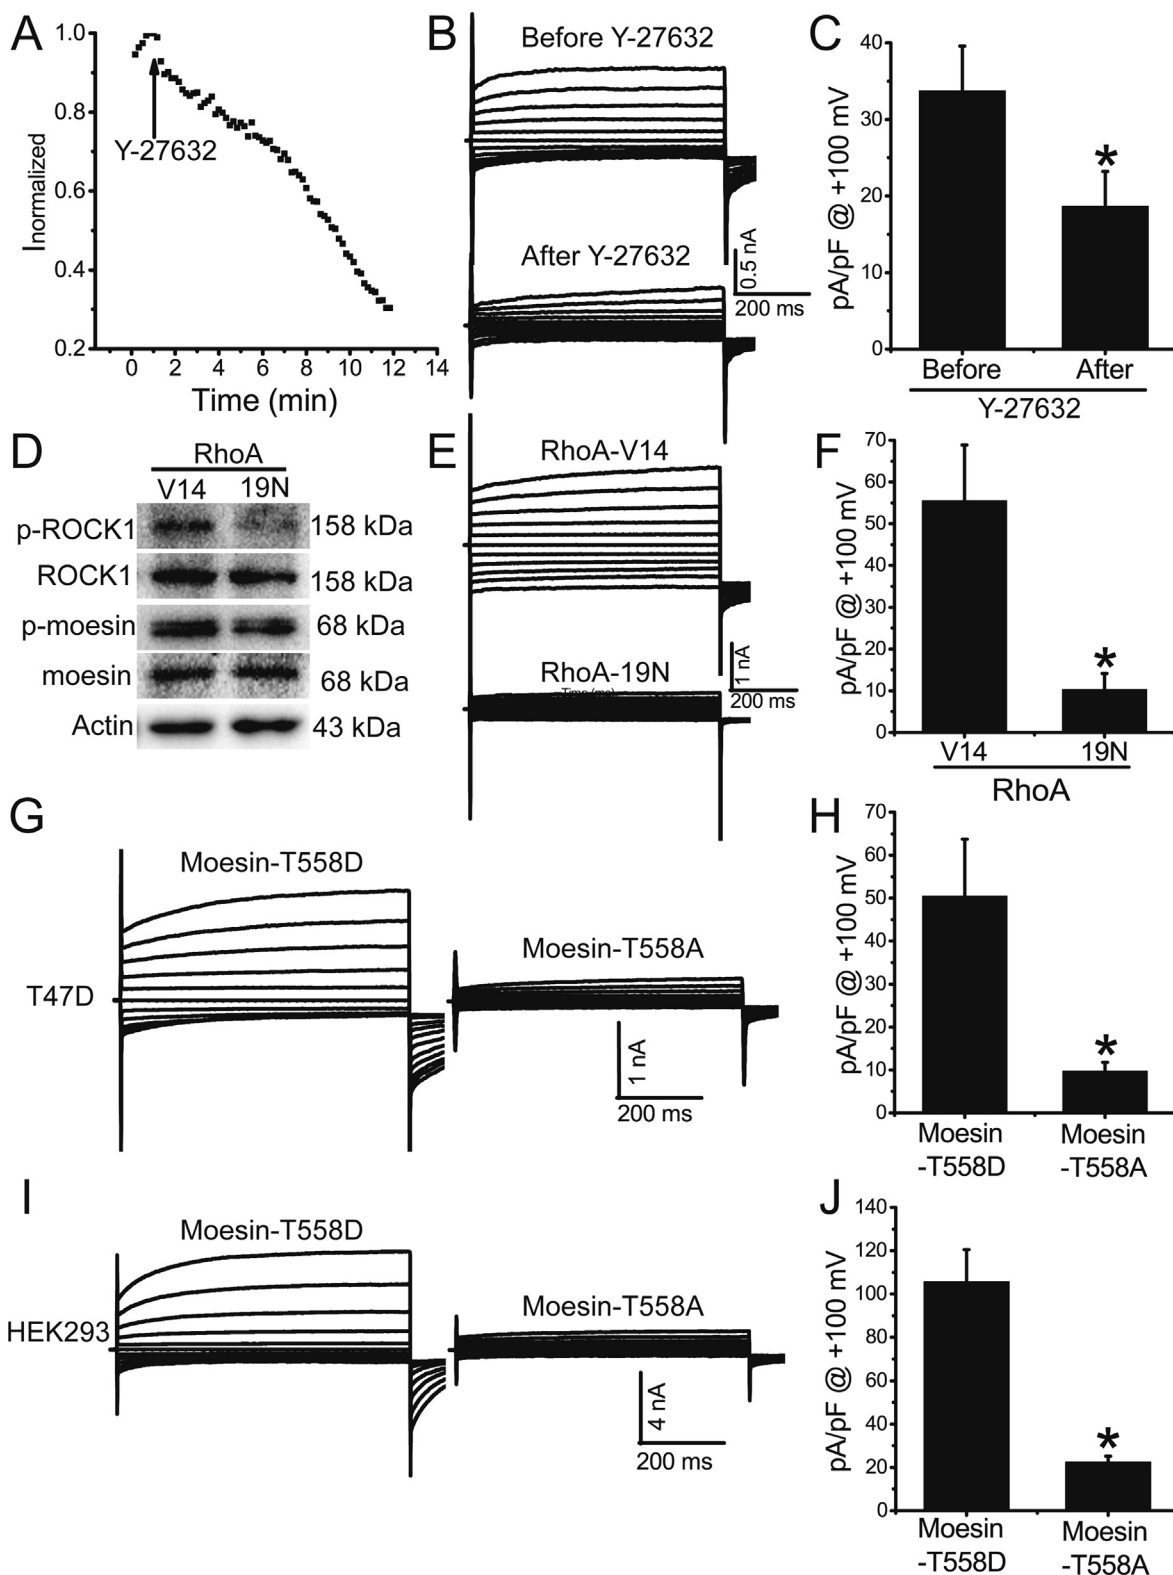 A
1.0
0.8
0.6
0.4
0.2
Inormalized
Y-27632
0 2 4 6 8 10 12 14
Time (min)
B
Before Y-27632
After Y-27632
0.5 nA
200 ms
C
40
30
20
10
0
pA/pF @ +100 mV
*
Before After
Y-27632
D
RhoA
V14 19N
p-ROCK1 158 kDa
ROCK1 158 kDa
p-moesin 68 kDa
moesin 68 kDa
Actin 43 kDa
E
RhoA-V14
RhoA-19N
Time (ms)
1 nA
200 ms
F
70
60
50
40
30
20
10
0
pA/pF @ +100 mV
*
V14 19N
RhoA
G
Moesin-T558D
Moesin-T558A
T47D
1 nA
200 ms
H
70
60
50
40
30
20
10
0
pA/pF @ +100 mV
*
Moesin Moesin
-T558D -T558A
I
Moesin-T558D
Moesin-T558A
HEK293
4 nA
200 ms
J
140
120
100
80
60
40
20
0
pA/pF @ +100 mV
*
Moesin Moesin
-T558D -T558A